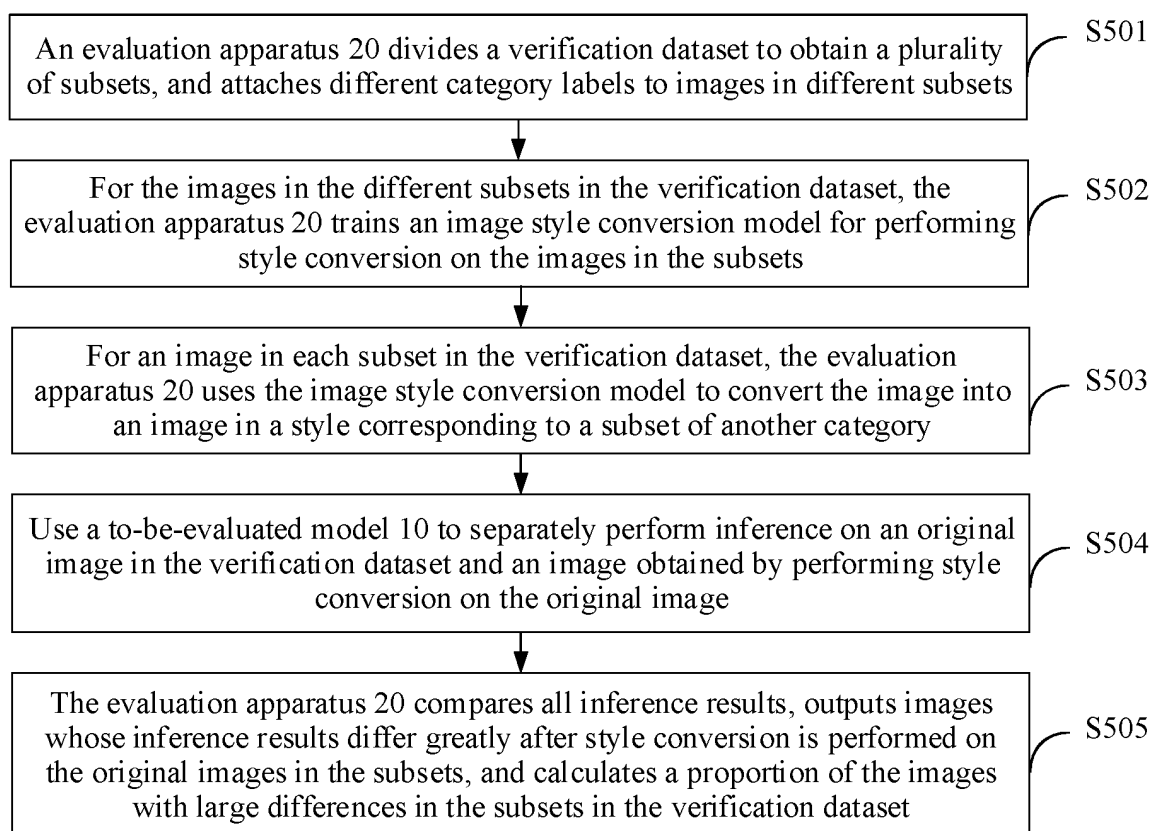 An evaluation apparatus 20 divides a verification dataset to obtain a plurality
of subsets, and attaches different category labels to images in different subsets
S501
For the images in the different subsets in the verification dataset, the
evaluation apparatus 20 trains an image style conversion model for performing
style conversion on the images in the subsets
S502
For an image in each subset in the verification dataset, the evaluation
apparatus 20 uses the image style conversion model to convert the image into
an image in a style corresponding to a subset of another category
S503
Use a to-be-evaluated model 10 to separately perform inference on an original
image in the verification dataset and an image obtained by performing style
conversion on the original image
S504
The evaluation apparatus 20 compares all inference results, outputs images
whose inference results differ greatly after style conversion is performed on
the original images in the subsets, and calculates a proportion of the images
with large differences in the subsets in the verification dataset
S505